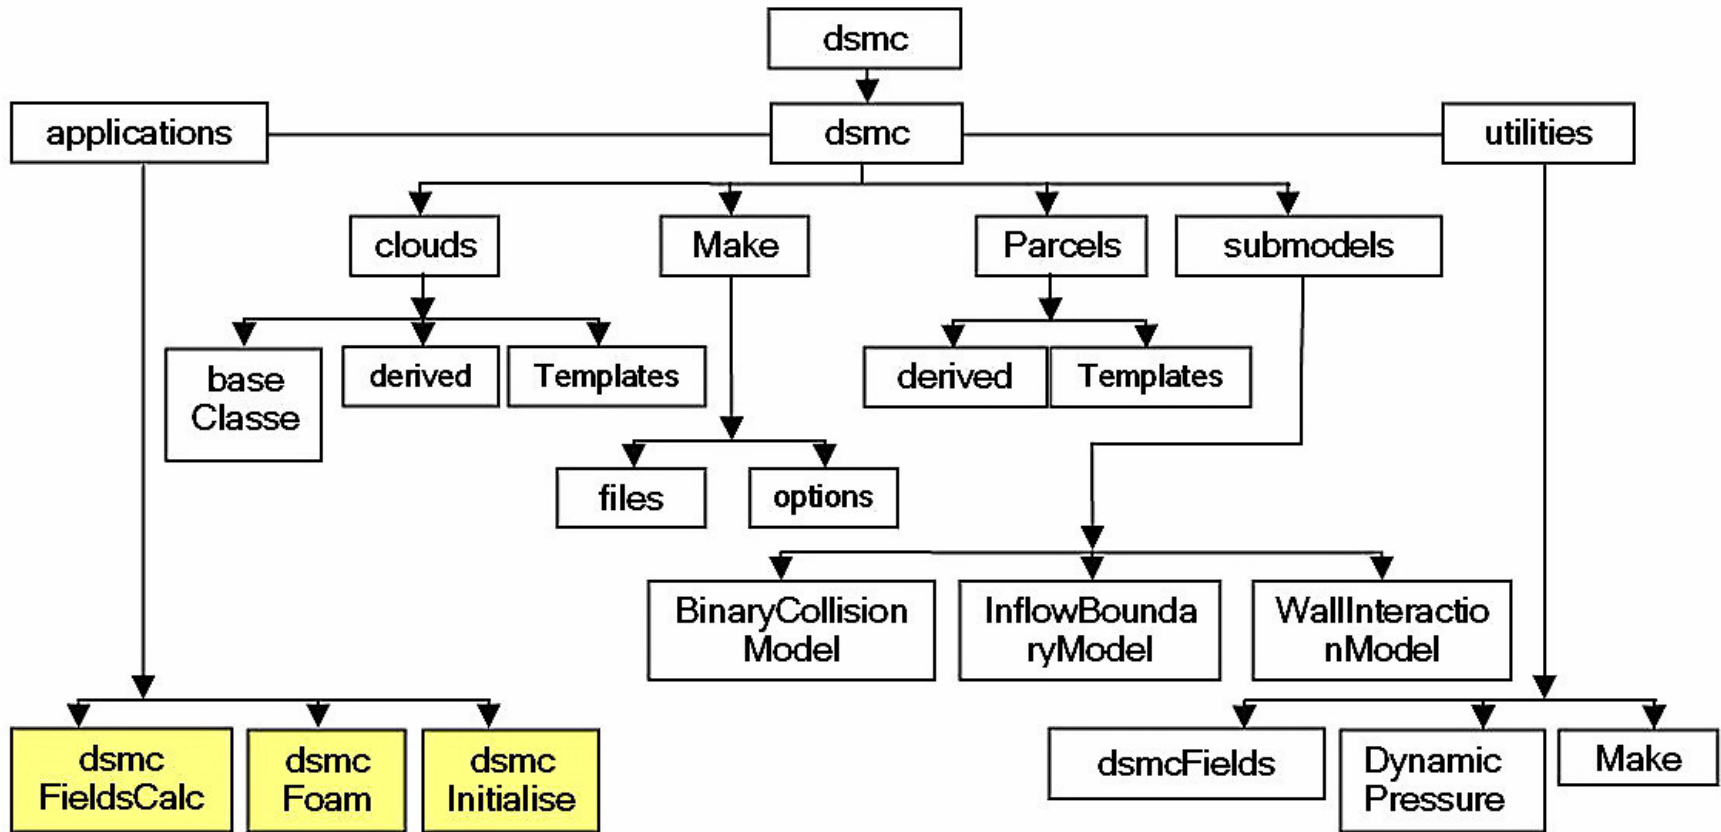 dsmc
applications
dsmc
utilities
clouds
Make
Parcels
submodels
base
Classe
derived
Templates
derived
Templates
files
options
BinaryCollision
Model
InflowBounda
ryModel
WallInteractio
nModel
dsmc
FieldsCalc
dsmc
Foam
dsmc
Initialise
dsmcFields
Dynamic
Pressure
Make